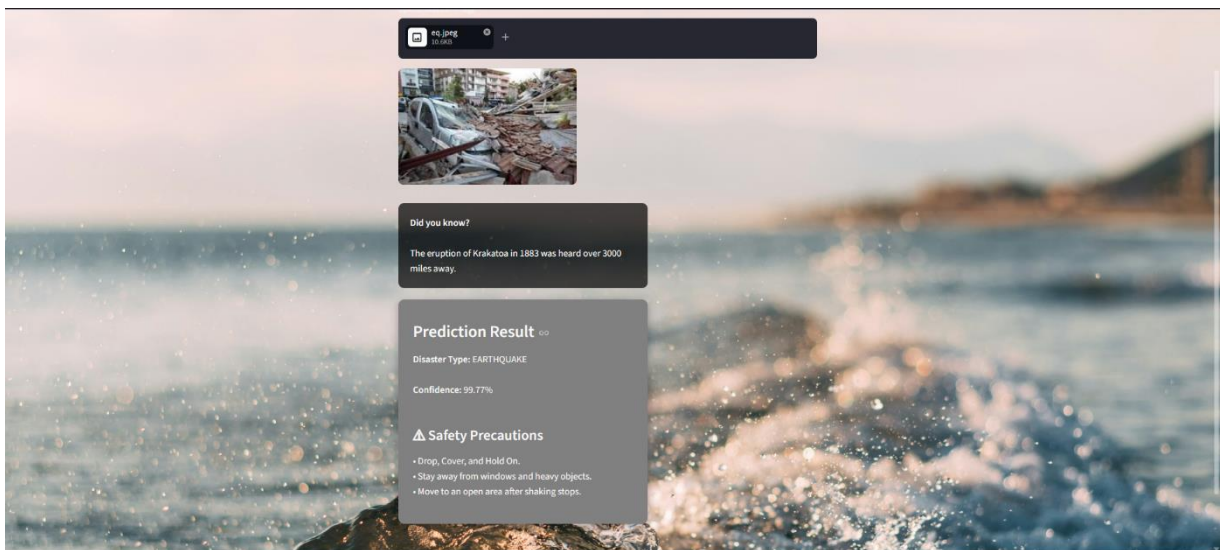 eq.jpeg
10.6KB
Did you know?
The eruption of Krakatoa in 1883 was heard over 3000
miles away.
Prediction Result
Disaster Type: EARTHQUAKE
Confidence: 99.77%
⚠ Safety Precautions
• Drop, Cover, and Hold On.
• Stay away from windows and heavy objects.
• Move to an open area after shaking stops.